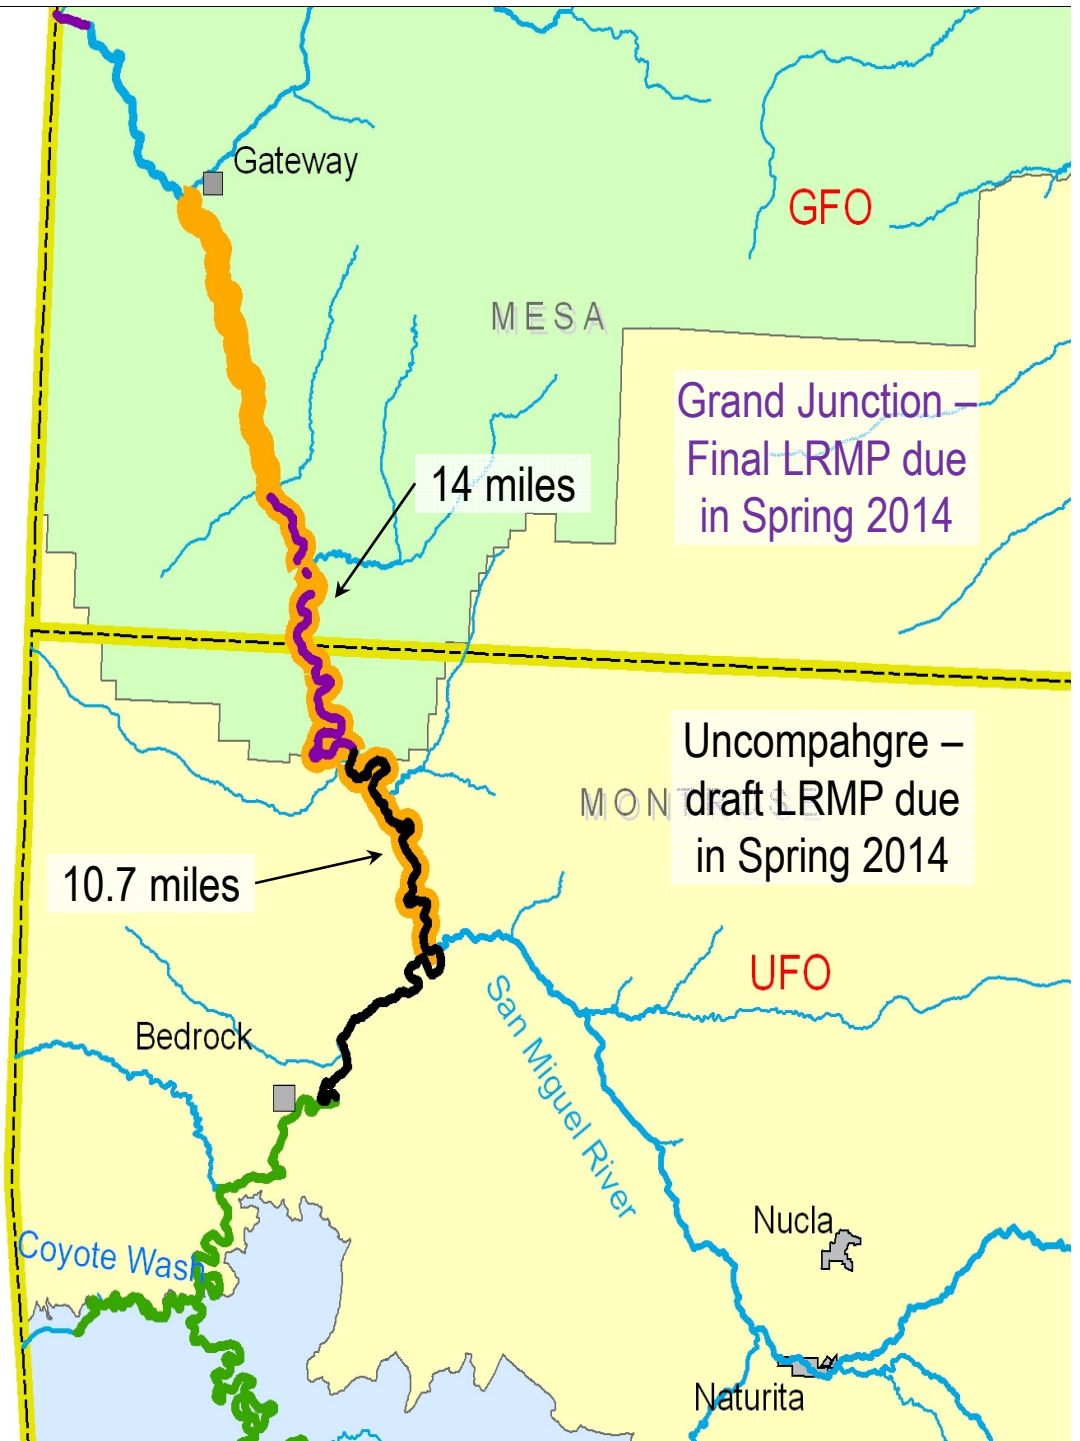 Gateway
GFO
MESA
Grand Junction –
Final LRMP due
in Spring 2014
14 miles
Uncompahgre –
MONTROSE
draft LRMP due
in Spring 2014
10.7 miles
UFO
San Miguel River
Bedrock
Nucla
Coyote Wash
Naturita